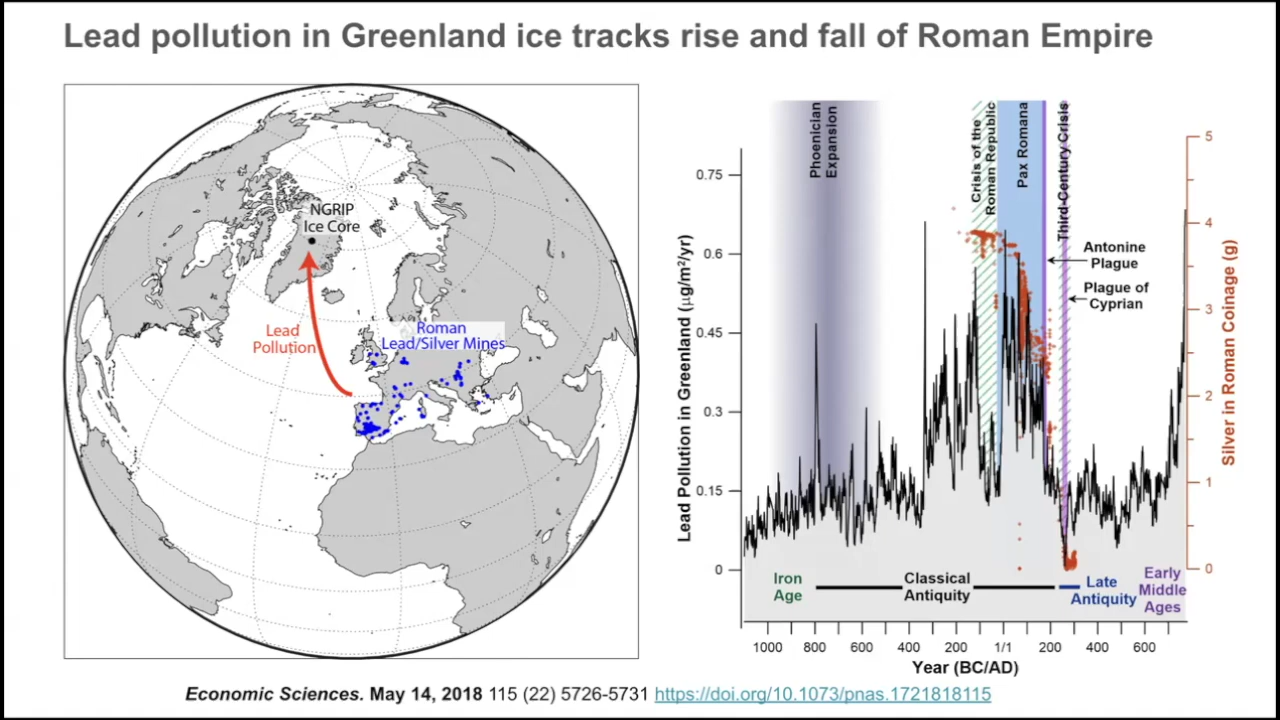 Lead pollution in Greenland ice tracks rise and fall of Roman Empire
NGRIP
Ice Core
Lead
Pollution
Roman
Lead/Silver Mines
Phoenician
Expansion
Crisis of the
Roman Republic
Pax Romana
Third-Century Crisis
Antonine
Plague
Plague of
Cyprian
Lead Pollution in Greenland (µg/m²/yr)
0.75
0.6
0.45
0.3
0.15
0
Silver in Roman Coinage (g)
5
4
3
2
1
0
Iron
Age
Classical
Antiquity
Late
Antiquity
Early
Middle
Ages
1000 800 600 400 200 1/1 200 400 600
Year (BC/AD)
Economic Sciences. May 14, 2018 115 (22) 5726-5731 https://doi.org/10.1073/pnas.1721818115